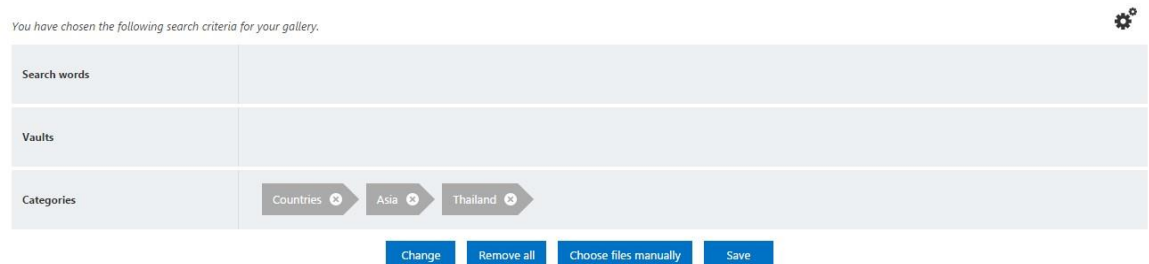 You have chosen the following search criteria for your gallery.
Search words
Vaults
Categories Countries Asia Thailand
Change Remove all Choose files manually Save